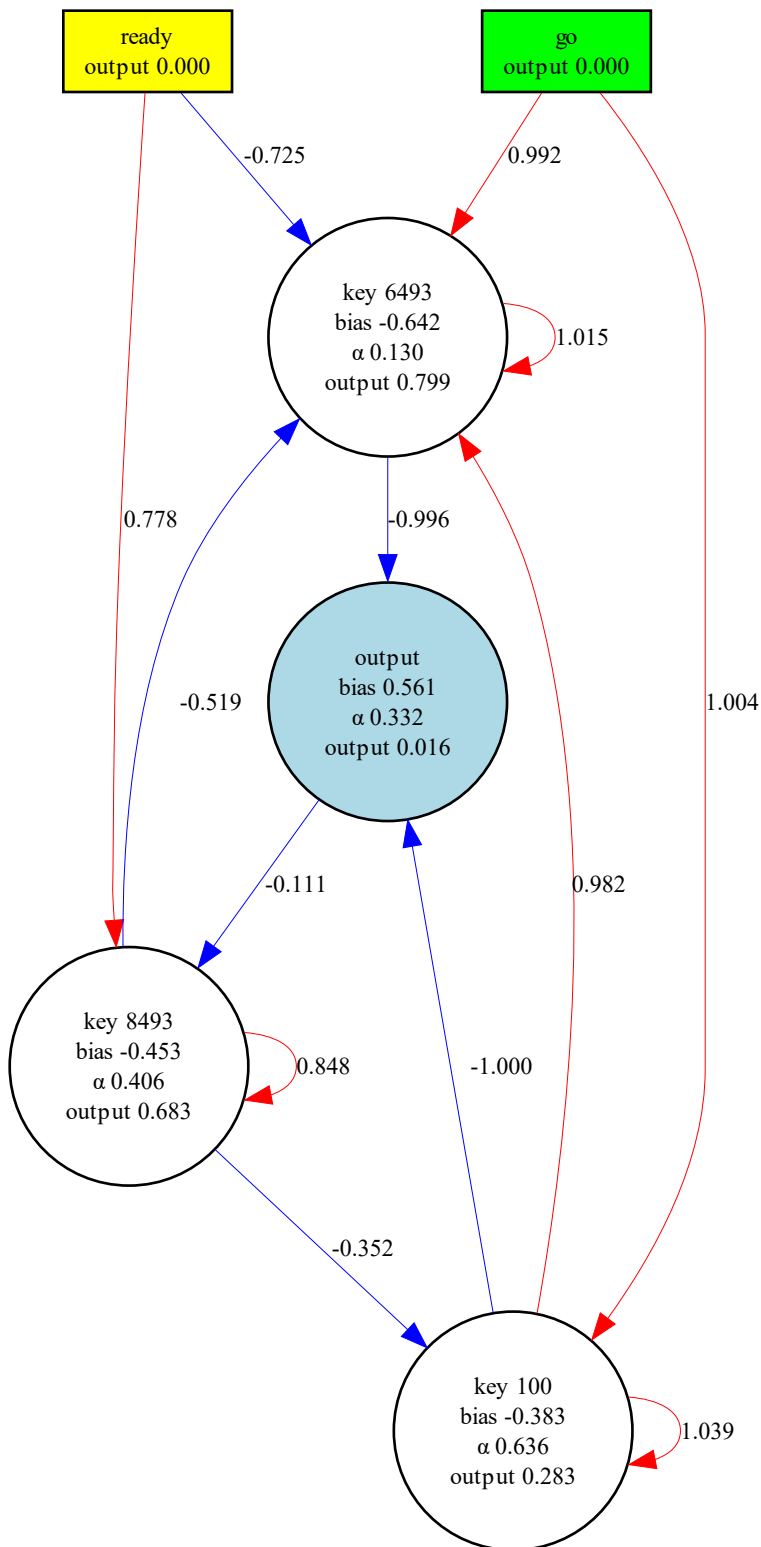 ready
output 0.000
go
output 0.000
-0.725
0.992
key 6493
bias -0.642
α 0.130
output 0.799
1.015
0.778
-0.996
output
bias 0.561
α 0.332
output 0.016
-0.519
1.004
-0.111
0.982
key 8493
bias -0.453
α 0.406
output 0.683
0.848
-1.000
-0.352
key 100
bias -0.383
α 0.636
output 0.283
1.039